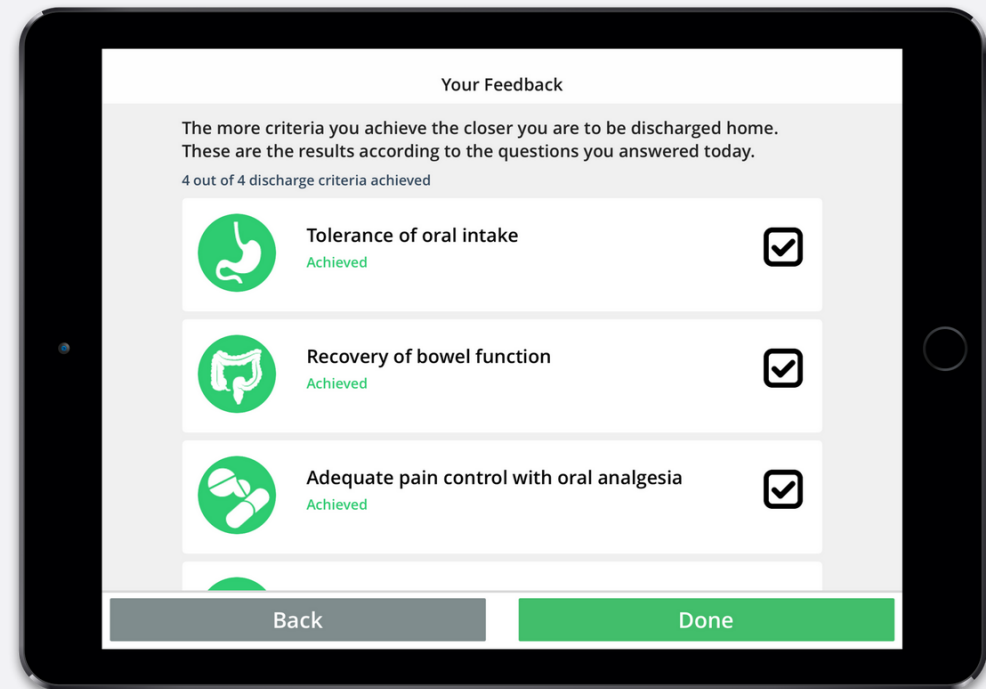 Your Feedback
The more criteria you achieve the closer you are to be discharged home.
These are the results according to the questions you answered today.
4 out of 4 discharge criteria achieved
Tolerance of oral intake
Achieved
Recovery of bowel function
Achieved
Adequate pain control with oral analgesia
Achieved
Back
Done